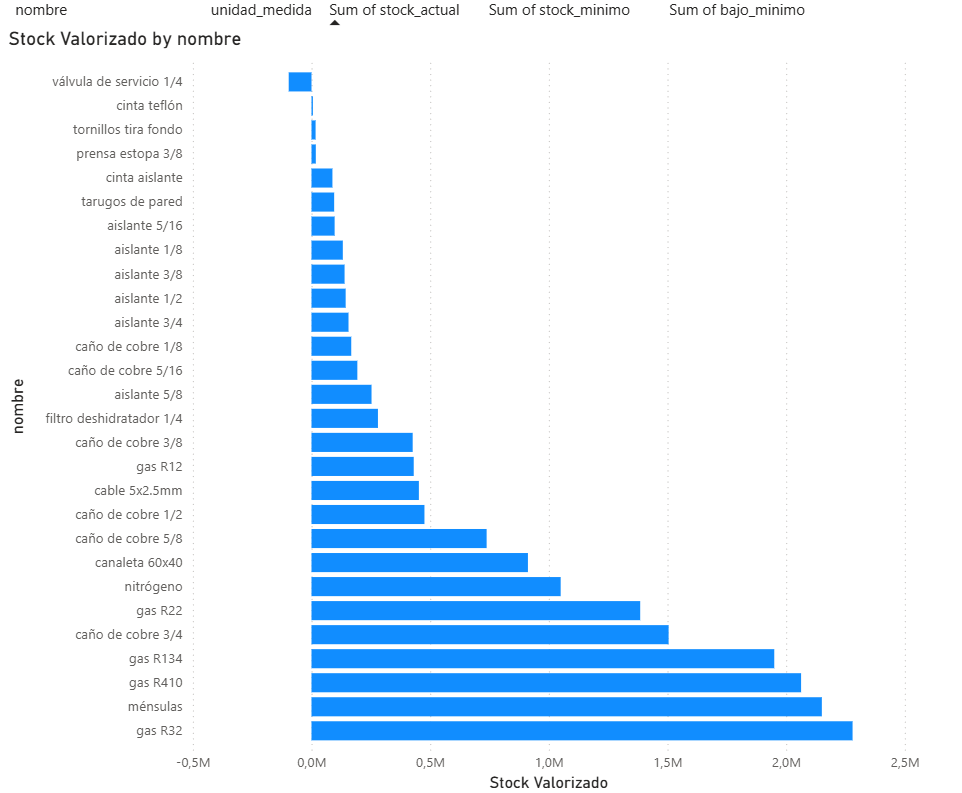 nombre unidad_medida Sum of stock_actual Sum of stock_minimo Sum of bajo_minimo
Stock Valorizado by nombre
válvula de servicio 1/4
cinta teflón
tornillos tira fondo
prensa estopa 3/8
cinta aislante
tarugos de pared
aislante 5/16
aislante 1/8
aislante 3/8
aislante 1/2
aislante 3/4
caño de cobre 1/8
caño de cobre 5/16
aislante 5/8
filtro deshidratador 1/4
caño de cobre 3/8
gas R12
cable 5x2.5mm
caño de cobre 1/2
caño de cobre 5/8
canaleta 60x40
nitrógeno
gas R22
caño de cobre 3/4
gas R134
gas R410
ménsulas
gas R32
nombre
-0,5M 0,0M 0,5M 1,0M 1,5M 2,0M 2,5M
Stock Valorizado